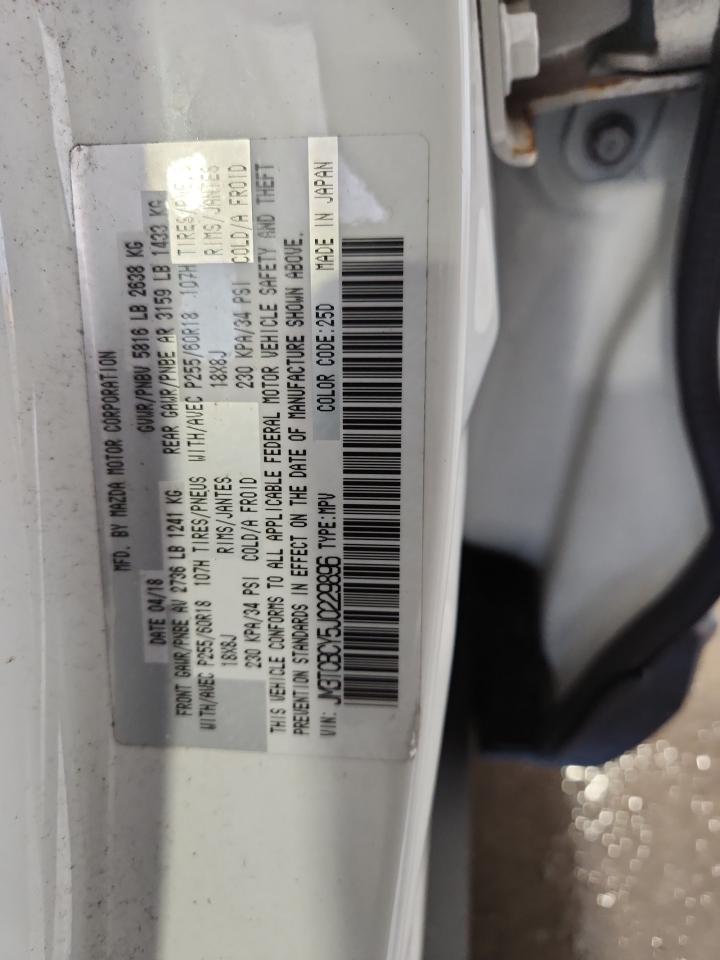 MFD. BY MAZDA MOTOR CORPORATION
DATE 04/18 GVWR/PNBV 5816 LB 2638 KG
FRONT GAWR/PNBE AV 2736 LB 1241 KG REAR GAWR/PNBE AR 3159 LB 1433 KG
WITH/AVEC P255/60R18 107H TIRES/PNEUS WITH/AVEC P255/60R18 107H TIRES/PNEUS
18X8J RIMS/JANTES 18X8J RIMS/JANTES
230 KPA/34 PSI COLD/A FROID 230 KPA/34 PSI COLD/A FROID
THIS VEHICLE CONFORMS TO ALL APPLICABLE FEDERAL MOTOR VEHICLE SAFETY AND THEFT
PREVENTION STANDARDS IN EFFECT ON THE DATE OF MANUFACTURE SHOWN ABOVE.
VIN: JM3TCBCY5J0229896 TYPE:MPV COLOR CODE:25D MADE IN JAPAN